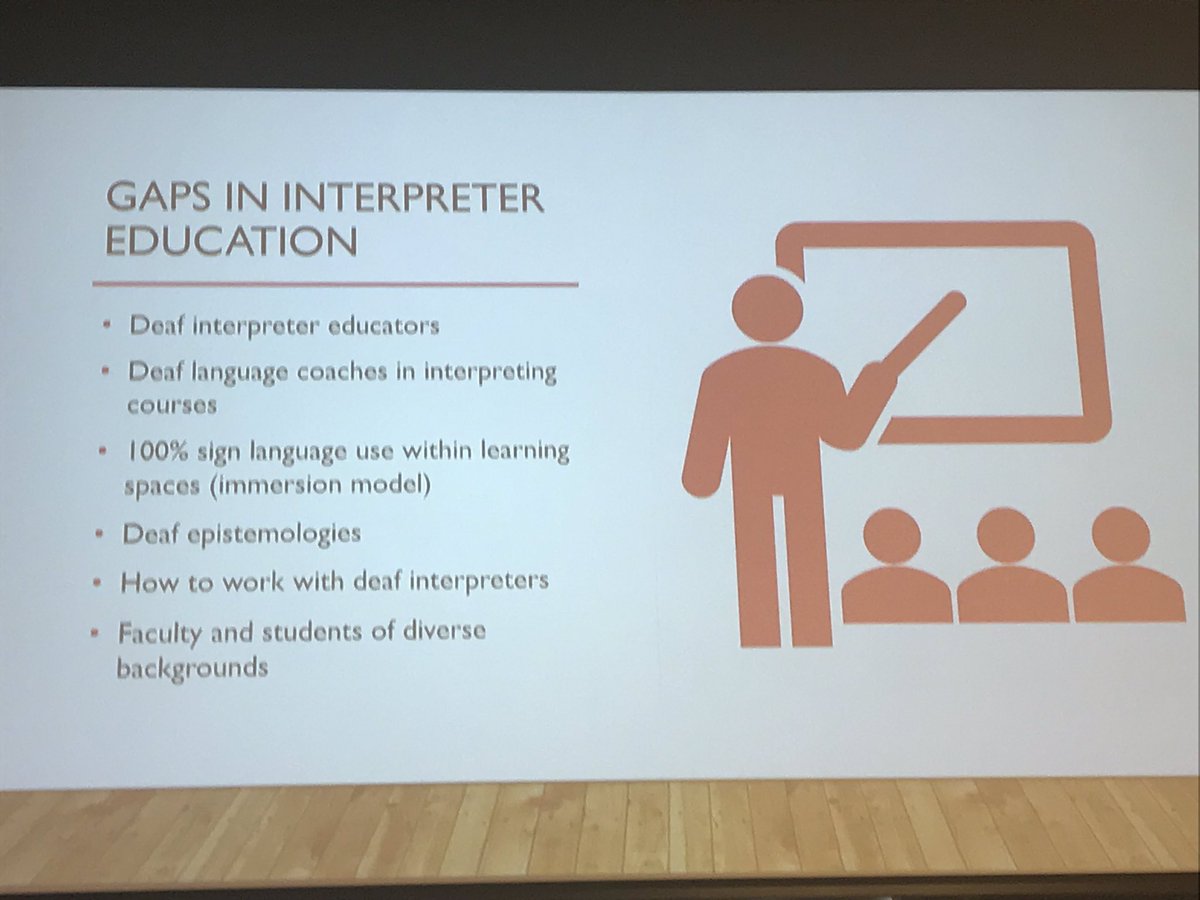 GAPS IN INTERPRETER
EDUCATION
• Deaf interpreter educators
• Deaf language coaches in interpreting
courses
• 100% sign language use within learning
spaces (immersion model)
• Deaf epistemologies
• How to work with deaf interpreters
• Faculty and students of diverse
backgrounds